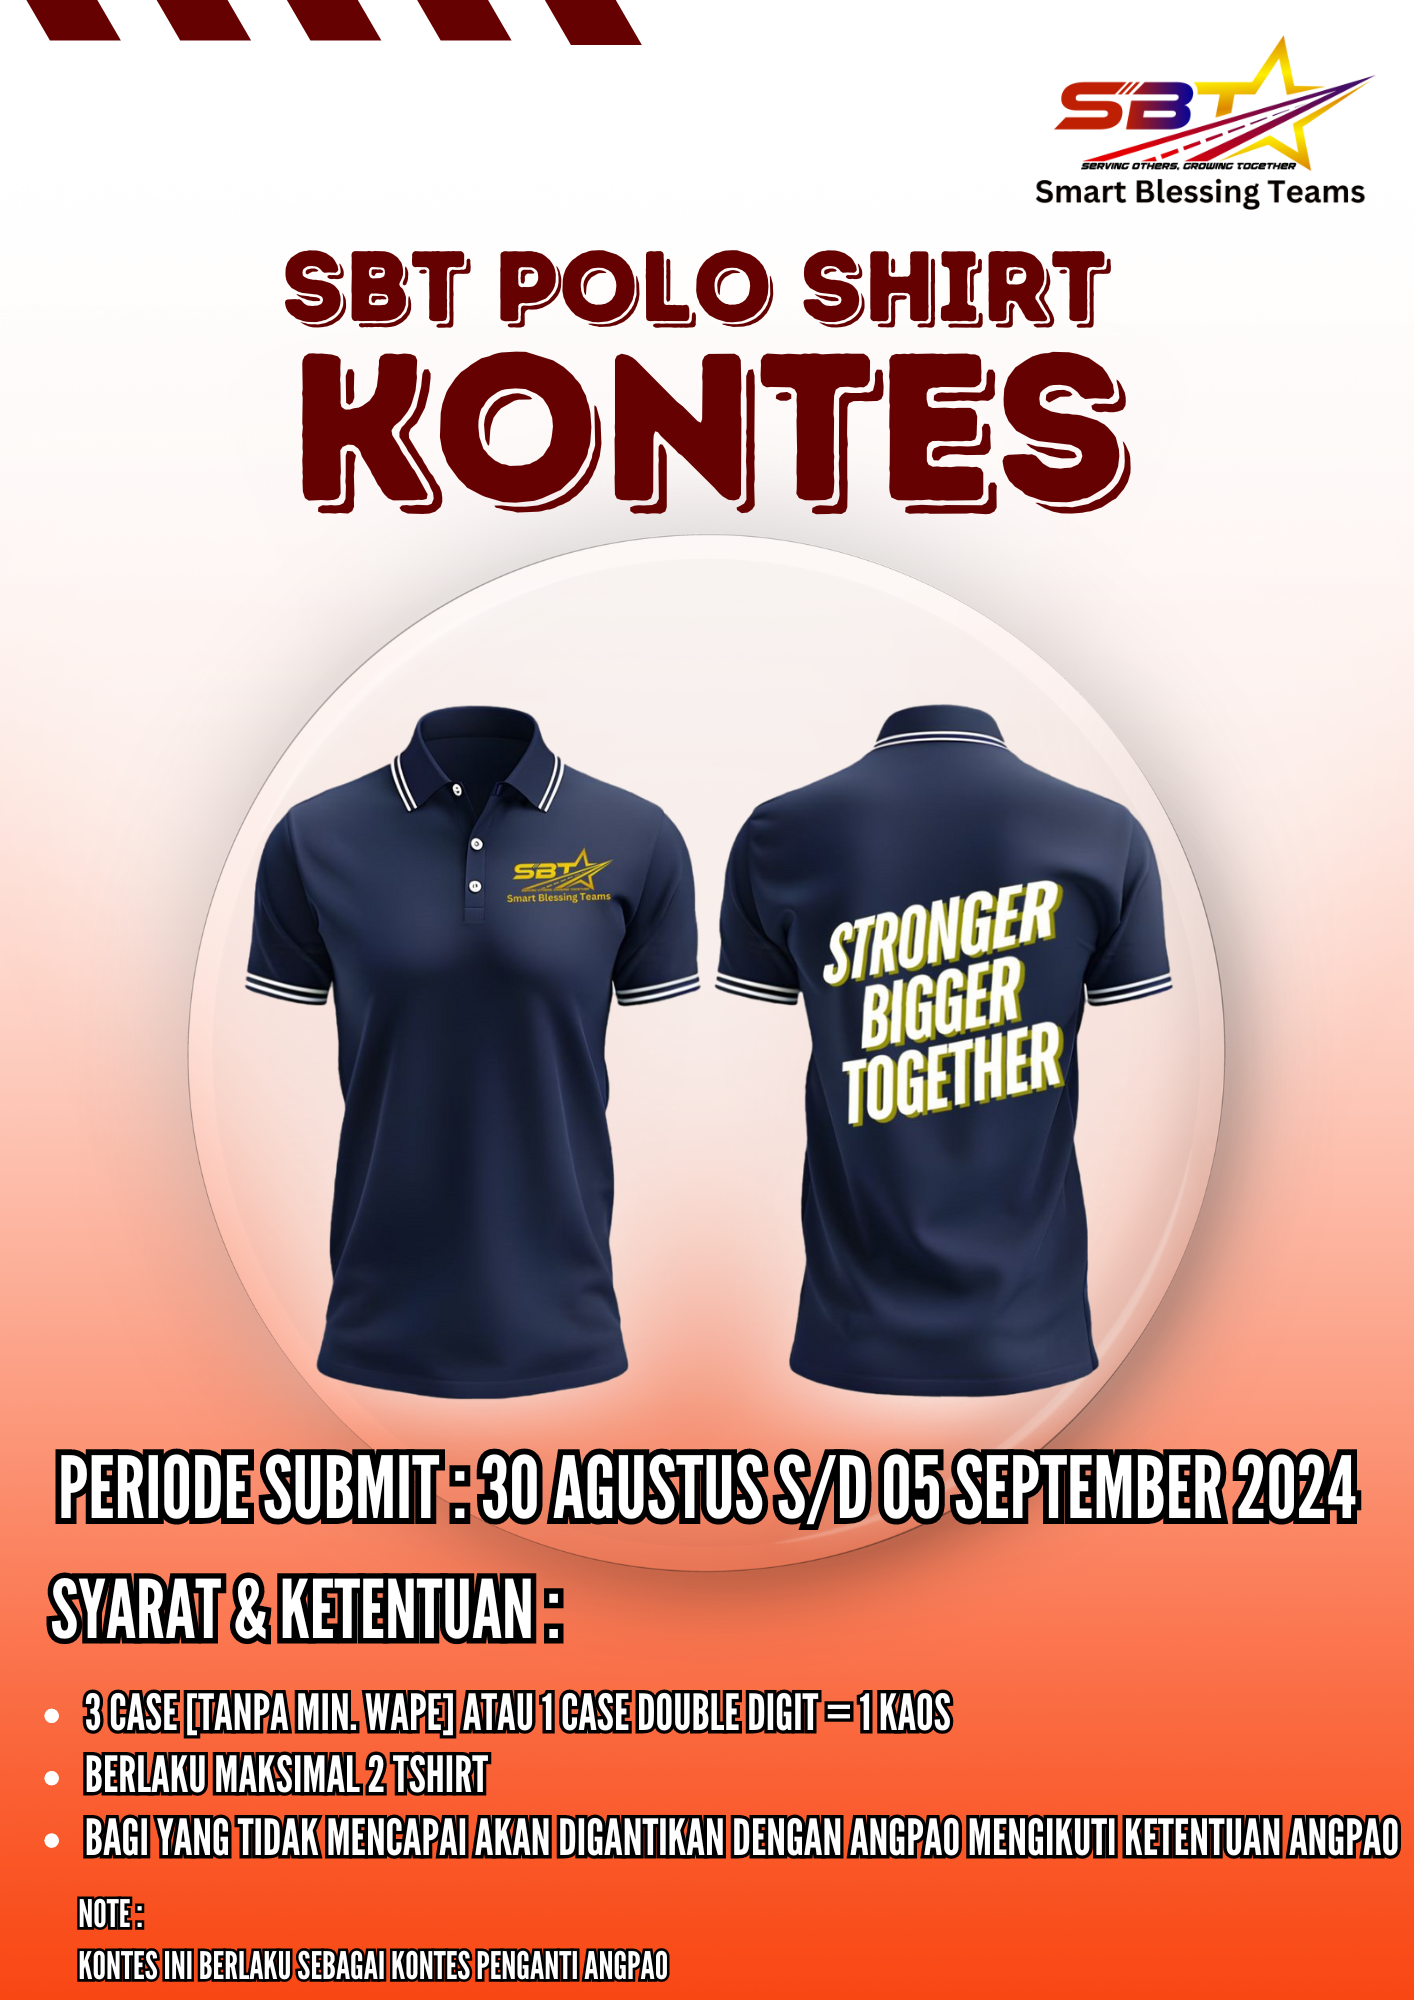 SBT
SERVING OTHERS, GROWING TOGETHER
Smart Blessing Teams
SBT POLO SHIRT
KONTES
SBT
Smart Blessing Teams
STRONGER
BIGGER
TOGETHER
PERIODE SUBMIT : 30 AGUSTUS S/D 05 SEPTEMBER 2024
SYARAT & KETENTUAN :
• 3 CASE [TANPA MIN. WAPE] ATAU 1 CASE DOUBLE DIGIT = 1 KAOS
• BERLAKU MAKSIMAL 2 TSHIRT
• BAGI YANG TIDAK MENCAPAI AKAN DIGANTIKAN DENGAN ANGPAO MENGIKUTI KETENTUAN ANGPAO
NOTE :
KONTES INI BERLAKU SEBAGAI KONTES PENGANTI ANGPAO